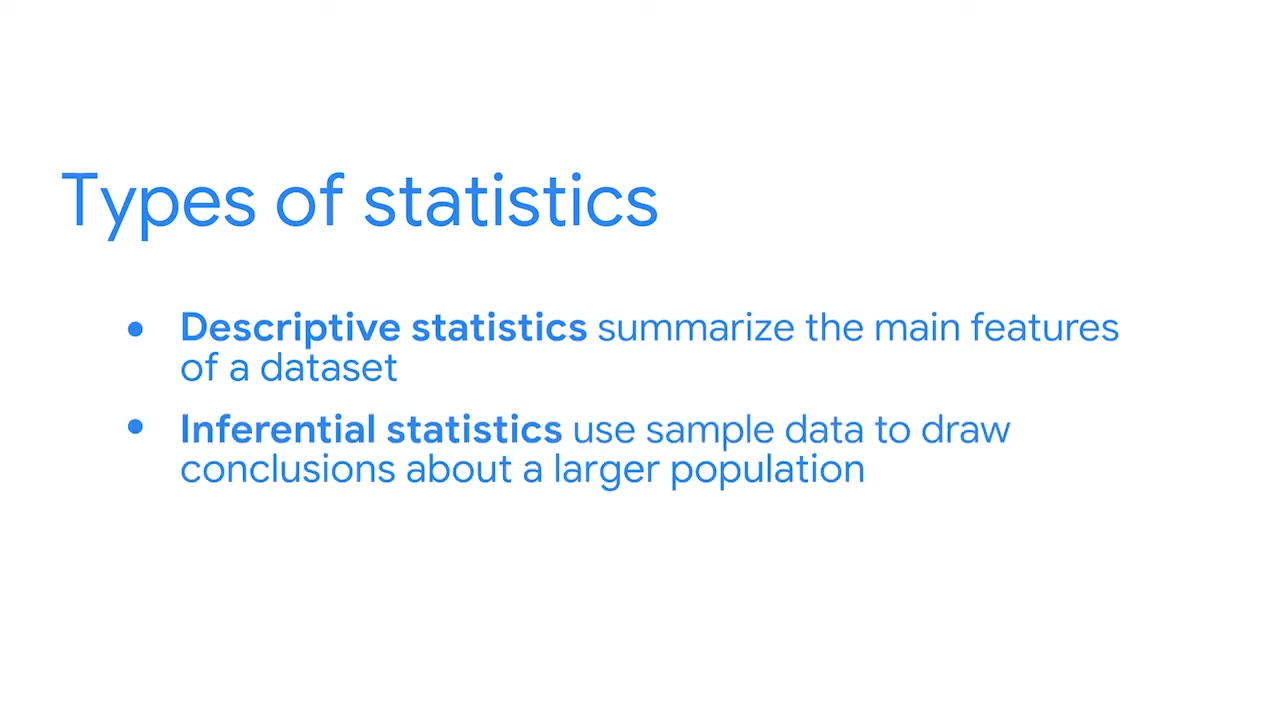 Types of statistics
● Descriptive statistics summarize the main features
of a dataset
● Inferential statistics use sample data to draw
conclusions about a larger population